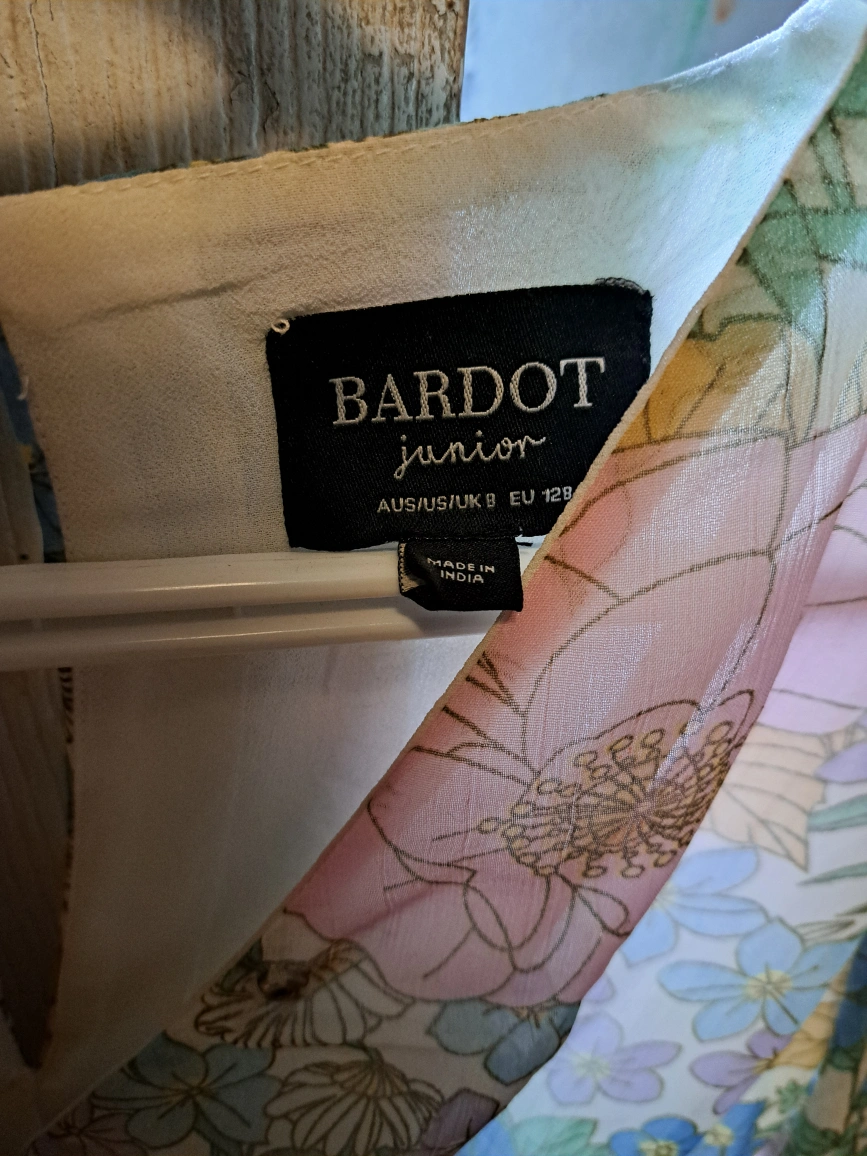 BARDOT
junior
AUS/US/UK 8 EU 128
MADE IN
INDIA